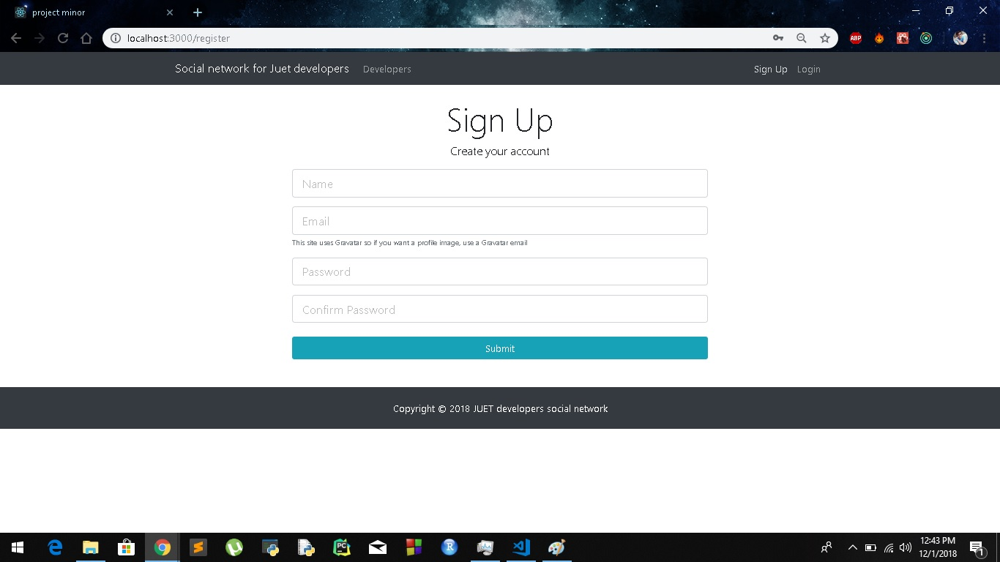 project minor
localhost:3000/register
ABP
Social network for Juet developers Developers Sign Up Login
Sign Up
Create your account
Name
Email
This site uses Gravatar so if you want a profile image, use a Gravatar email
Password
Confirm Password
Submit
Copyright © 2018 JUET developers social network
PC
R
12:43 PM
12/1/2018
1